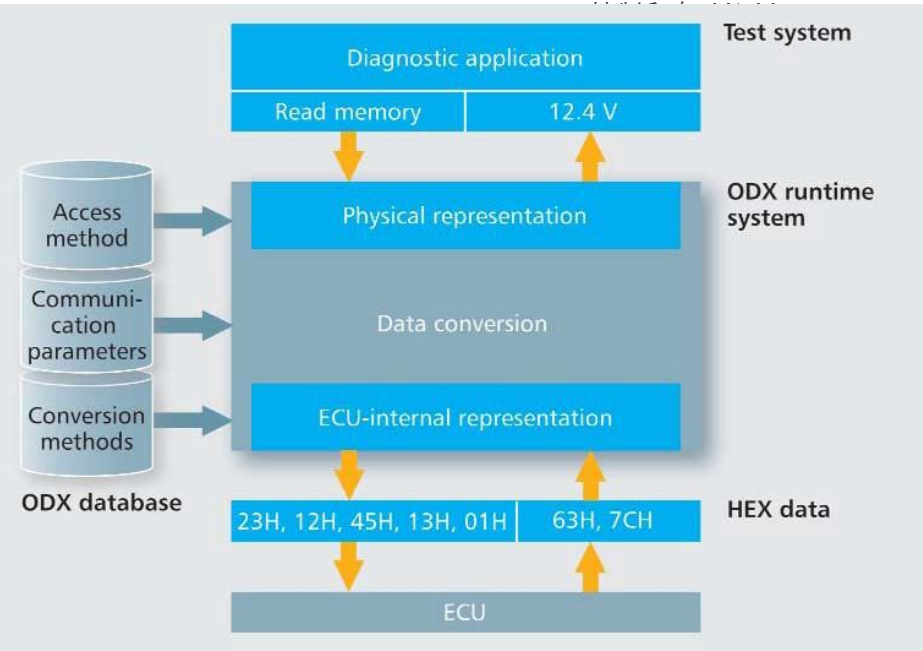 Test system
Diagnostic application
Read memory
12.4 V
Access
method
Communi-
cation
parameters
Conversion
methods
ODX database
Physical representation
Data conversion
ECU-internal representation
ODX runtime
system
23H, 12H, 45H, 13H, 01H
63H, 7CH
HEX data
ECU